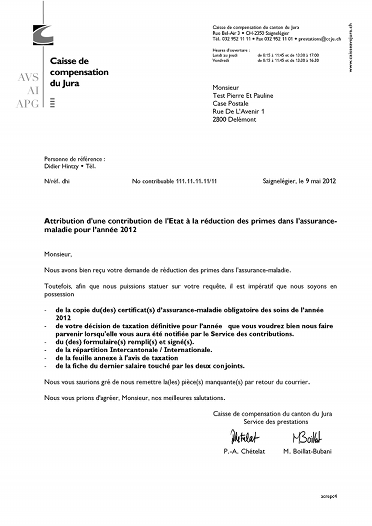 Caisse de compensation du canton du Jura
Rue Bel-Air 3 • CH-2350 Saignelégier
Tél. 032 952 11 11 • Fax 032 952 11 01 • prestations@ccju.ch
Heures d'ouverture :
Lundi au jeudi de 8:15 à 11:45 et de 13:30 à 17:00
Vendredi de 8:15 à 11:45 et de 13:30 à 16:30
www.caisseavsjura.ch
AVS
AI
APG
Caisse de
compensation
du Jura
Monsieur
Test Pierre Et Pauline
Case Postale
Rue De L'Avenir 1
2800 Delémont
Personne de référence :
Didier Hintzy • Tél.
N/réf. dhi No contribuable 111.11.11.11/11 Saignelégier, le 9 mai 2012
Attribution d'une contribution de l'Etat à la réduction des primes dans l'assurance-
maladie pour l'année 2012
Monsieur,
Nous avons bien reçu votre demande de réduction des primes dans l'assurance-maladie.
Toutefois, afin que nous puissions statuer sur votre requête, il est impératif que nous soyons en
possession
- de la copie du(des) certificat(s) d'assurance-maladie obligatoire des soins de l'année
2012
- de votre décision de taxation définitive pour l'année que vous voudrez bien nous faire
parvenir lorsqu'elle vous aura été notifiée par le Service des contributions.
- du (des) formulaire(s) rempli(s) et signé(s).
- de la répartition Intercantonale / Internationale.
- de la feuille annexe à l'avis de taxation
- de la fiche du dernier salaire touché par les deux conjoints.
Nous vous saurions gré de nous remettre la(les) pièce(s) manquante(s) par retour du courrier.
Nous vous prions d'agréer, Monsieur, nos meilleures salutations.
Caisse de compensation du canton du Jura
Service des prestations
P.-A. Chételat M. Boillat-Bubani